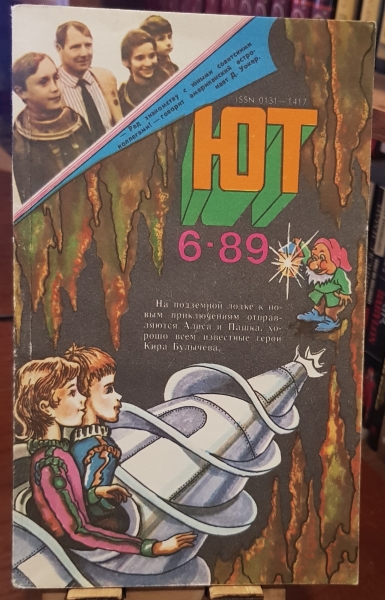 — Рад знакомству с юными советскими
коллегами! — говорит американский астро-
навт Д. Уокер.
ISSN 0131—1417
ЮТ
6·89
На подземной лодке к но-
вым приключениям отправ-
ляются Алиса и Пашка, хо-
рошо всем известные герои
Кира Булычева.